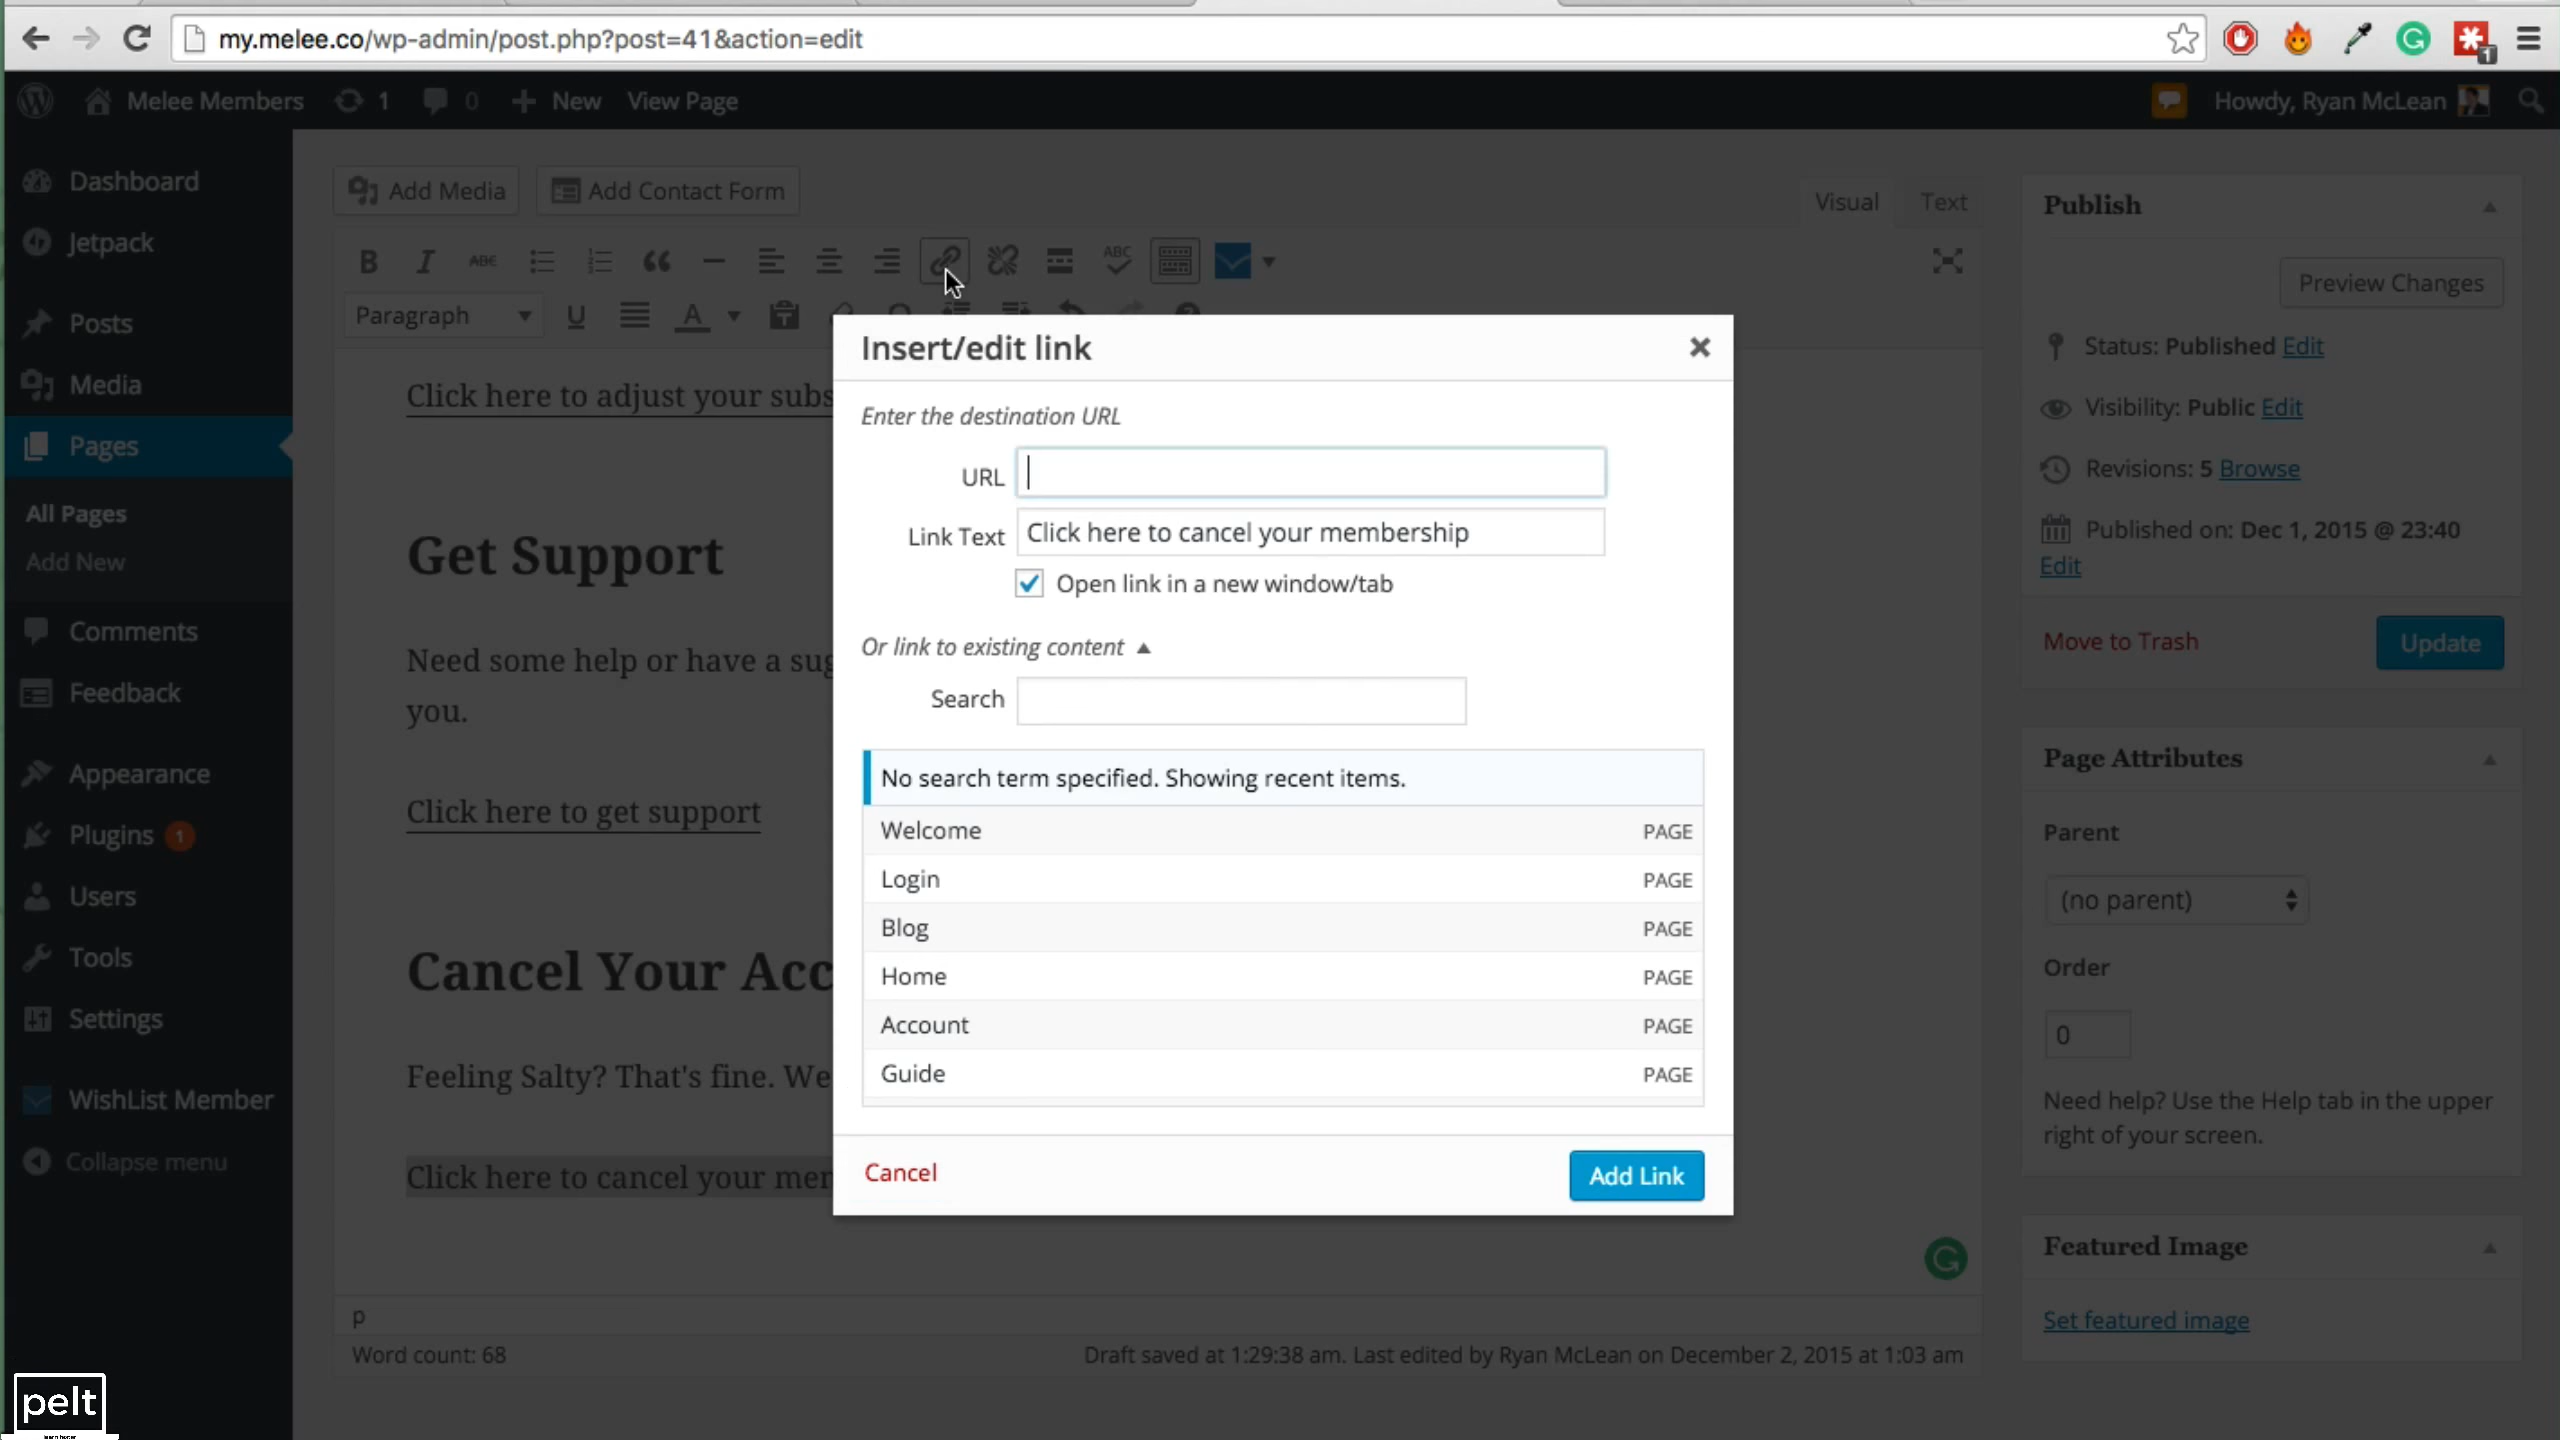 my.melee.co/wp-admin/post.php?post=41&action=edit
1
Melee Members
1
0
New
View Page
Howdy, Ryan McLean
Dashboard
Jetpack
Posts
Media
Pages
All Pages
Add New
Comments
Feedback
Appearance
Plugins 1
Users
Tools
Settings
WishList Member
Collapse menu
Add Media
Add Contact Form
Visual
Text
B I ABC
ABC
Paragraph
U
A
Click here to adjust your subs
Get Support
Need some help or have a sug
you.
Click here to get support
Cancel Your Acc
Feeling Salty? That's fine. We
Click here to cancel your mem
p
Word count: 68
Draft saved at 1:29:38 am. Last edited by Ryan McLean on December 2, 2015 at 1:03 am
Insert/edit link
Enter the destination URL
URL
Link Text Click here to cancel your membership
Open link in a new window/tab
Or link to existing content
Search
No search term specified. Showing recent items.
Welcome PAGE
Login PAGE
Blog PAGE
Home PAGE
Account PAGE
Guide PAGE
Cancel
Add Link
Publish
Preview Changes
Status: Published Edit
Visibility: Public Edit
Revisions: 5 Browse
Published on: Dec 1, 2015 @ 23:40
Edit
Move to Trash
Update
Page Attributes
Parent
(no parent)
Order
0
Need help? Use the Help tab in the upper
right of your screen.
Featured Image
Set featured image
pelt